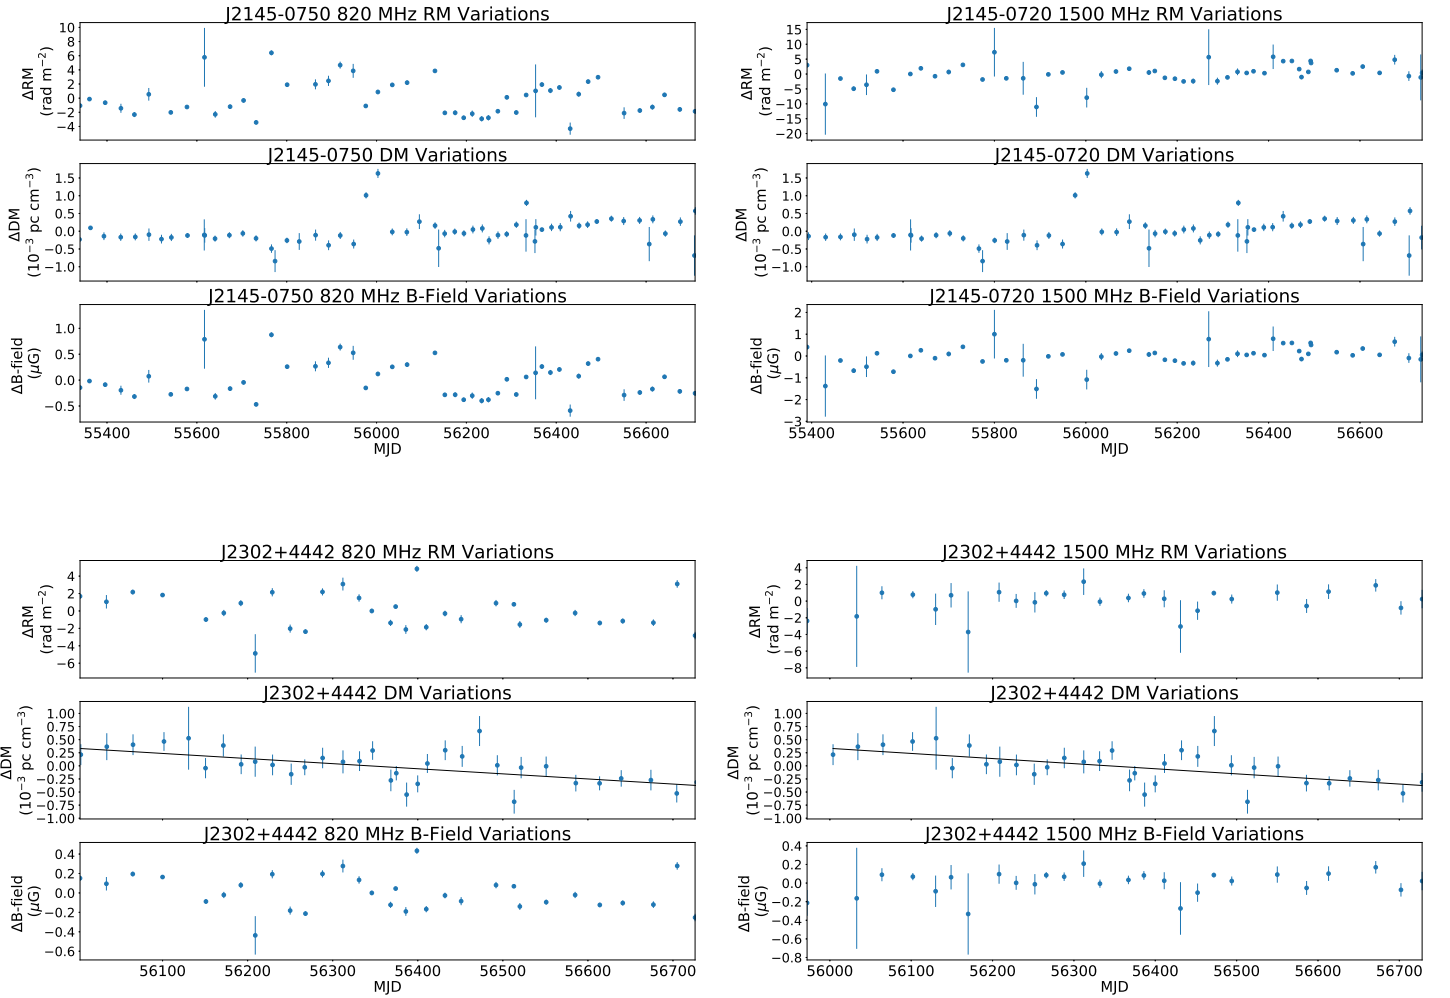 J2145-0750 820 MHz RM Variations
ΔRM
(rad m⁻²)
10
8
6
4
2
0
−2
−4
J2145-0750 DM Variations
ΔDM
(10⁻³ pc cm⁻³)
1.5
1.0
0.5
0.0
−0.5
−1.0
J2145-0750 820 MHz B-Field Variations
ΔB-field
(μG)
1.0
0.5
0.0
−0.5
55400 55600 55800 56000 56200 56400 56600
MJD
J2145-0720 1500 MHz RM Variations
ΔRM
(rad m⁻²)
15
10
5
0
−5
−10
−15
−20
J2145-0720 DM Variations
ΔDM
(10⁻³ pc cm⁻³)
1.5
1.0
0.5
0.0
−0.5
−1.0
J2145-0720 1500 MHz B-Field Variations
ΔB-field
(μG)
2
1
0
−1
−2
−3
55400 55600 55800 56000 56200 56400 56600
MJD
J2302+4442 820 MHz RM Variations
ΔRM
(rad m⁻²)
4
2
0
−2
−4
−6
J2302+4442 DM Variations
ΔDM
(10⁻³ pc cm⁻³)
1.00
0.75
0.50
0.25
0.00
−0.25
−0.50
−0.75
−1.00
J2302+4442 820 MHz B-Field Variations
ΔB-field
(μG)
0.4
0.2
0.0
−0.2
−0.4
−0.6
56100 56200 56300 56400 56500 56600 56700
MJD
J2302+4442 1500 MHz RM Variations
ΔRM
(rad m⁻²)
4
2
0
−2
−4
−6
−8
J2302+4442 DM Variations
ΔDM
(10⁻³ pc cm⁻³)
1.00
0.75
0.50
0.25
0.00
−0.25
−0.50
−0.75
−1.00
J2302+4442 1500 MHz B-Field Variations
ΔB-field
(μG)
0.4
0.2
0.0
−0.2
−0.4
−0.6
−0.8
56000 56100 56200 56300 56400 56500 56600 56700
MJD